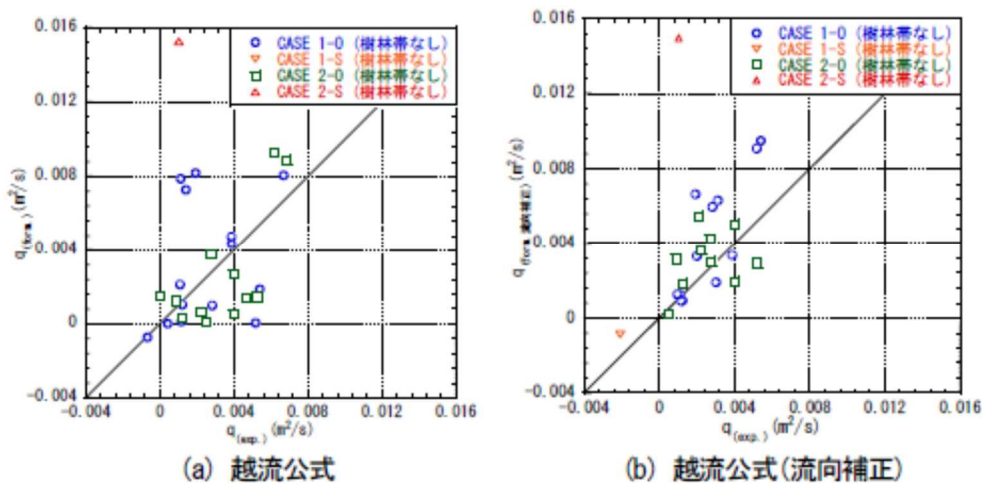 0.016
0.012
0.008
0.004
0
-0.004
-0.004
0
0.004
0.008
0.012
0.016
q(form.)(m²/s)
q(exp.)(m²/s)
CASE 1-O (樹林帯なし)
CASE 1-S (樹林帯なし)
CASE 2-O (樹林帯なし)
CASE 2-S (樹林帯なし)
(a) 越流公式
0.016
0.012
0.008
0.004
0
-0.004
-0.004
0
0.004
0.008
0.012
0.016
q(form.流向補正)(m²/s)
q(exp.)(m²/s)
CASE 1-O (樹林帯なし)
CASE 1-S (樹林帯なし)
CASE 2-O (樹林帯なし)
CASE 2-S (樹林帯なし)
(b) 越流公式(流向補正)